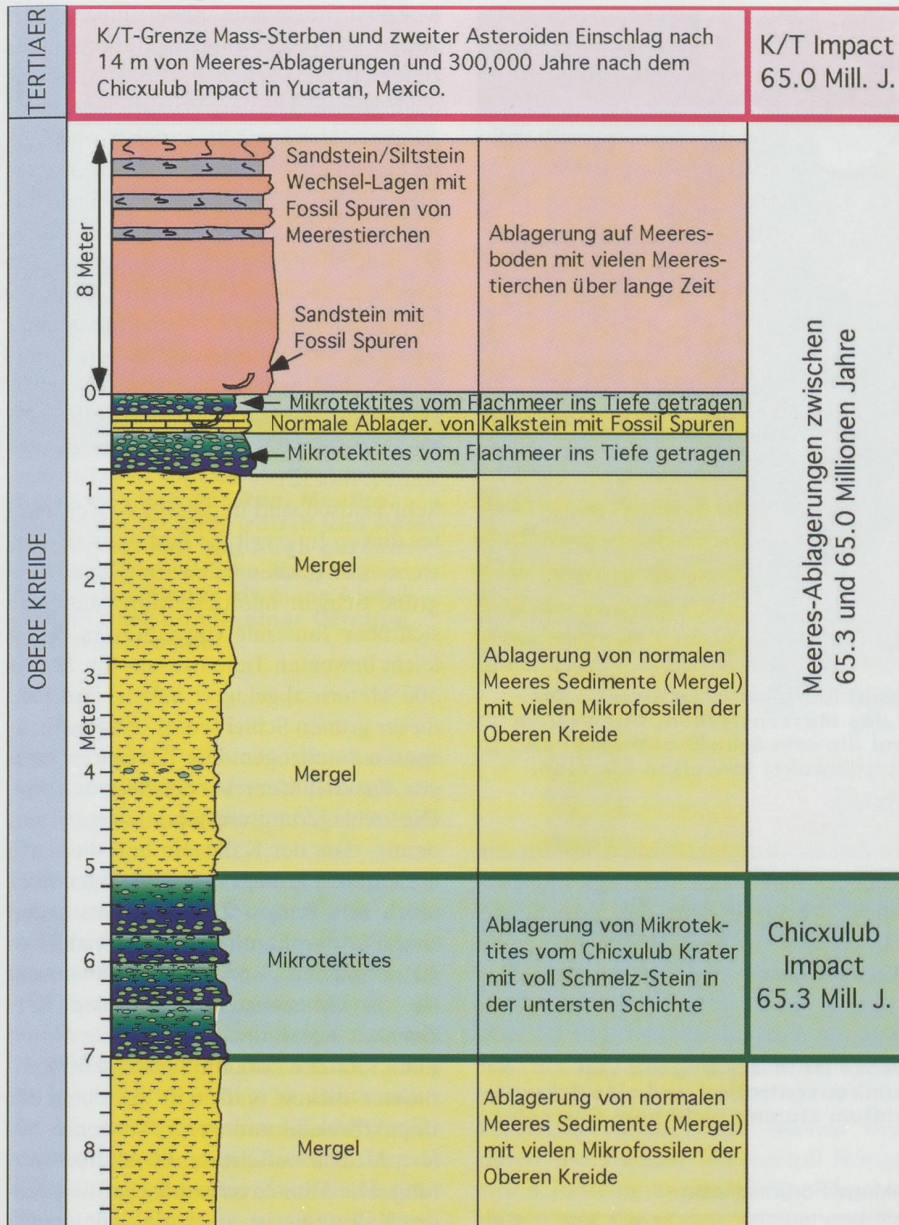 TERTIAER
K/T-Grenze Mass-Sterben und zweiter Asteroiden Einschlag nach
14 m von Meeres-Ablagerungen und 300,000 Jahre nach dem
Chicxulub Impact in Yucatan, Mexico.
K/T Impact
65.0 Mill. J.
OBERE KREIDE
8 Meter
Sandstein/Siltstein
Wechsel-Lagen mit
Fossil Spuren von
Meerestierchen
Ablagerung auf Meeres-
boden mit vielen Meeres-
tierchen über lange Zeit
Sandstein mit
Fossil Spuren
Meeres-Ablagerungen zwischen
65.3 und 65.0 Millionen Jahre
0
Mikrotektites vom Flachmeer ins Tiefe getragen
Normale Ablager. von Kalkstein mit Fossil Spuren
Mikrotektites vom Flachmeer ins Tiefe getragen
1
Mergel
2
3
Meter
Ablagerung von normalen
Meeres Sedimente (Mergel)
mit vielen Mikrofossilen der
Oberen Kreide
4
Mergel
5
6
Mikrotektites
Ablagerung von Mikrotek-
tites vom Chicxulub Krater
mit voll Schmelz-Stein in
der untersten Schichte
Chicxulub
Impact
65.3 Mill. J.
7
8
Mergel
Ablagerung von normalen
Meeres Sedimente (Mergel)
mit vielen Mikrofossilen der
Oberen Kreide